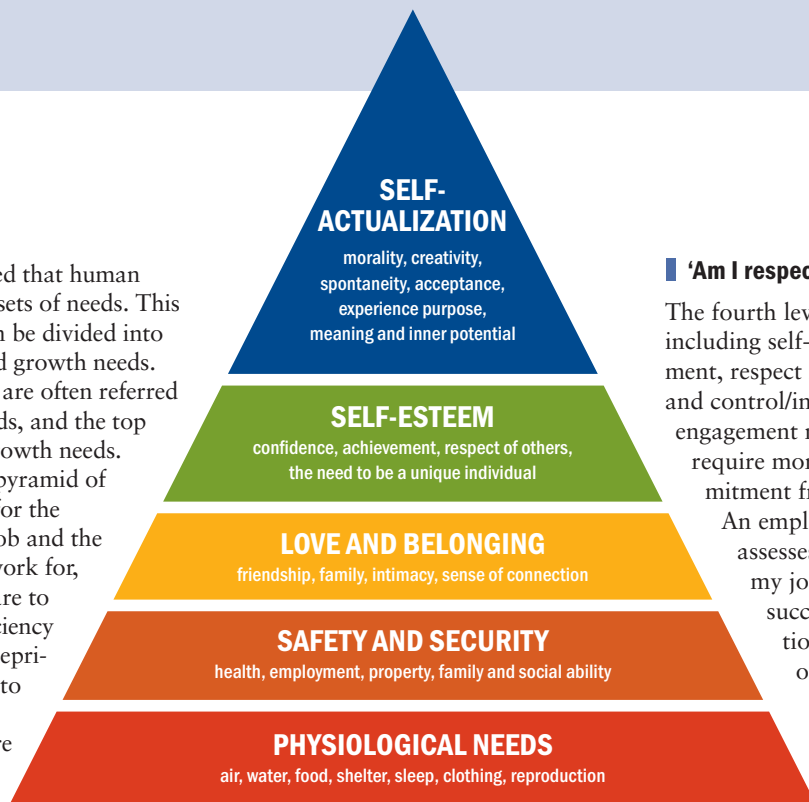 ed that human
sets of needs. This
n be divided into
d growth needs.
are often referred
ds, and the top
owth needs.
pyramid of
for the
ob and the
work for,
re to
ciency
epri-
to
re
SELF-
ACTUALIZATION
morality, creativity,
spontaneity, acceptance,
experience purpose,
meaning and inner potential
SELF-ESTEEM
confidence, achievement, respect of others,
the need to be a unique individual
LOVE AND BELONGING
friendship, family, intimacy, sense of connection
SAFETY AND SECURITY
health, employment, property, family and social ability
PHYSIOLOGICAL NEEDS
air, water, food, shelter, sleep, clothing, reproduction
‘Am I respec
The fourth lev
including self-
ment, respect
and control/in
engagement n
require mor
mitment fr
An empl
assesses
my jo
succ
tio
o